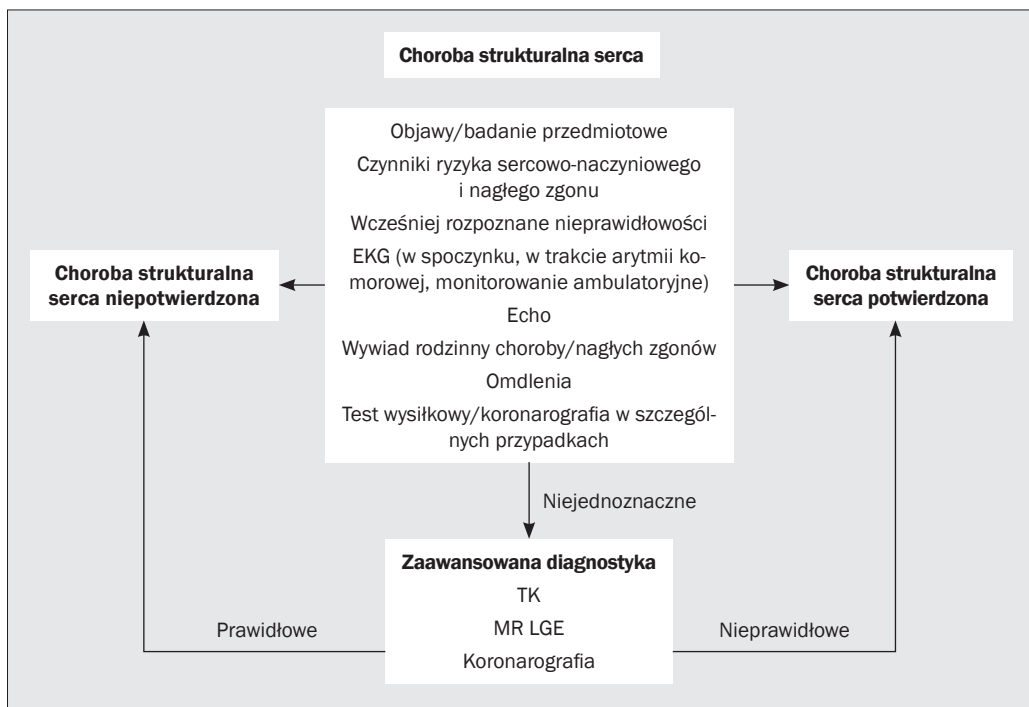 Choroba strukturalna serca
Objawy/badanie przedmiotowe
Czynniki ryzyka sercowo-naczyniowego
i nagłego zgonu
Wcześniej rozpoznane nieprawidłowości
EKG (w spoczynku, w trakcie arytmii ko-
morowej, monitorowanie ambulatoryjne)
Echo
Wywiad rodzinny choroby/nagłych zgonów
Omdlenia
Test wysiłkowy/koronarografia w szczegól-
nych przypadkach
Choroba strukturalna
serca niepotwierdzona
Choroba strukturalna
serca potwierdzona
Niejednoznaczne
Zaawansowana diagnostyka
TK
MR LGE
Koronarografia
Prawidłowe
Nieprawidłowe